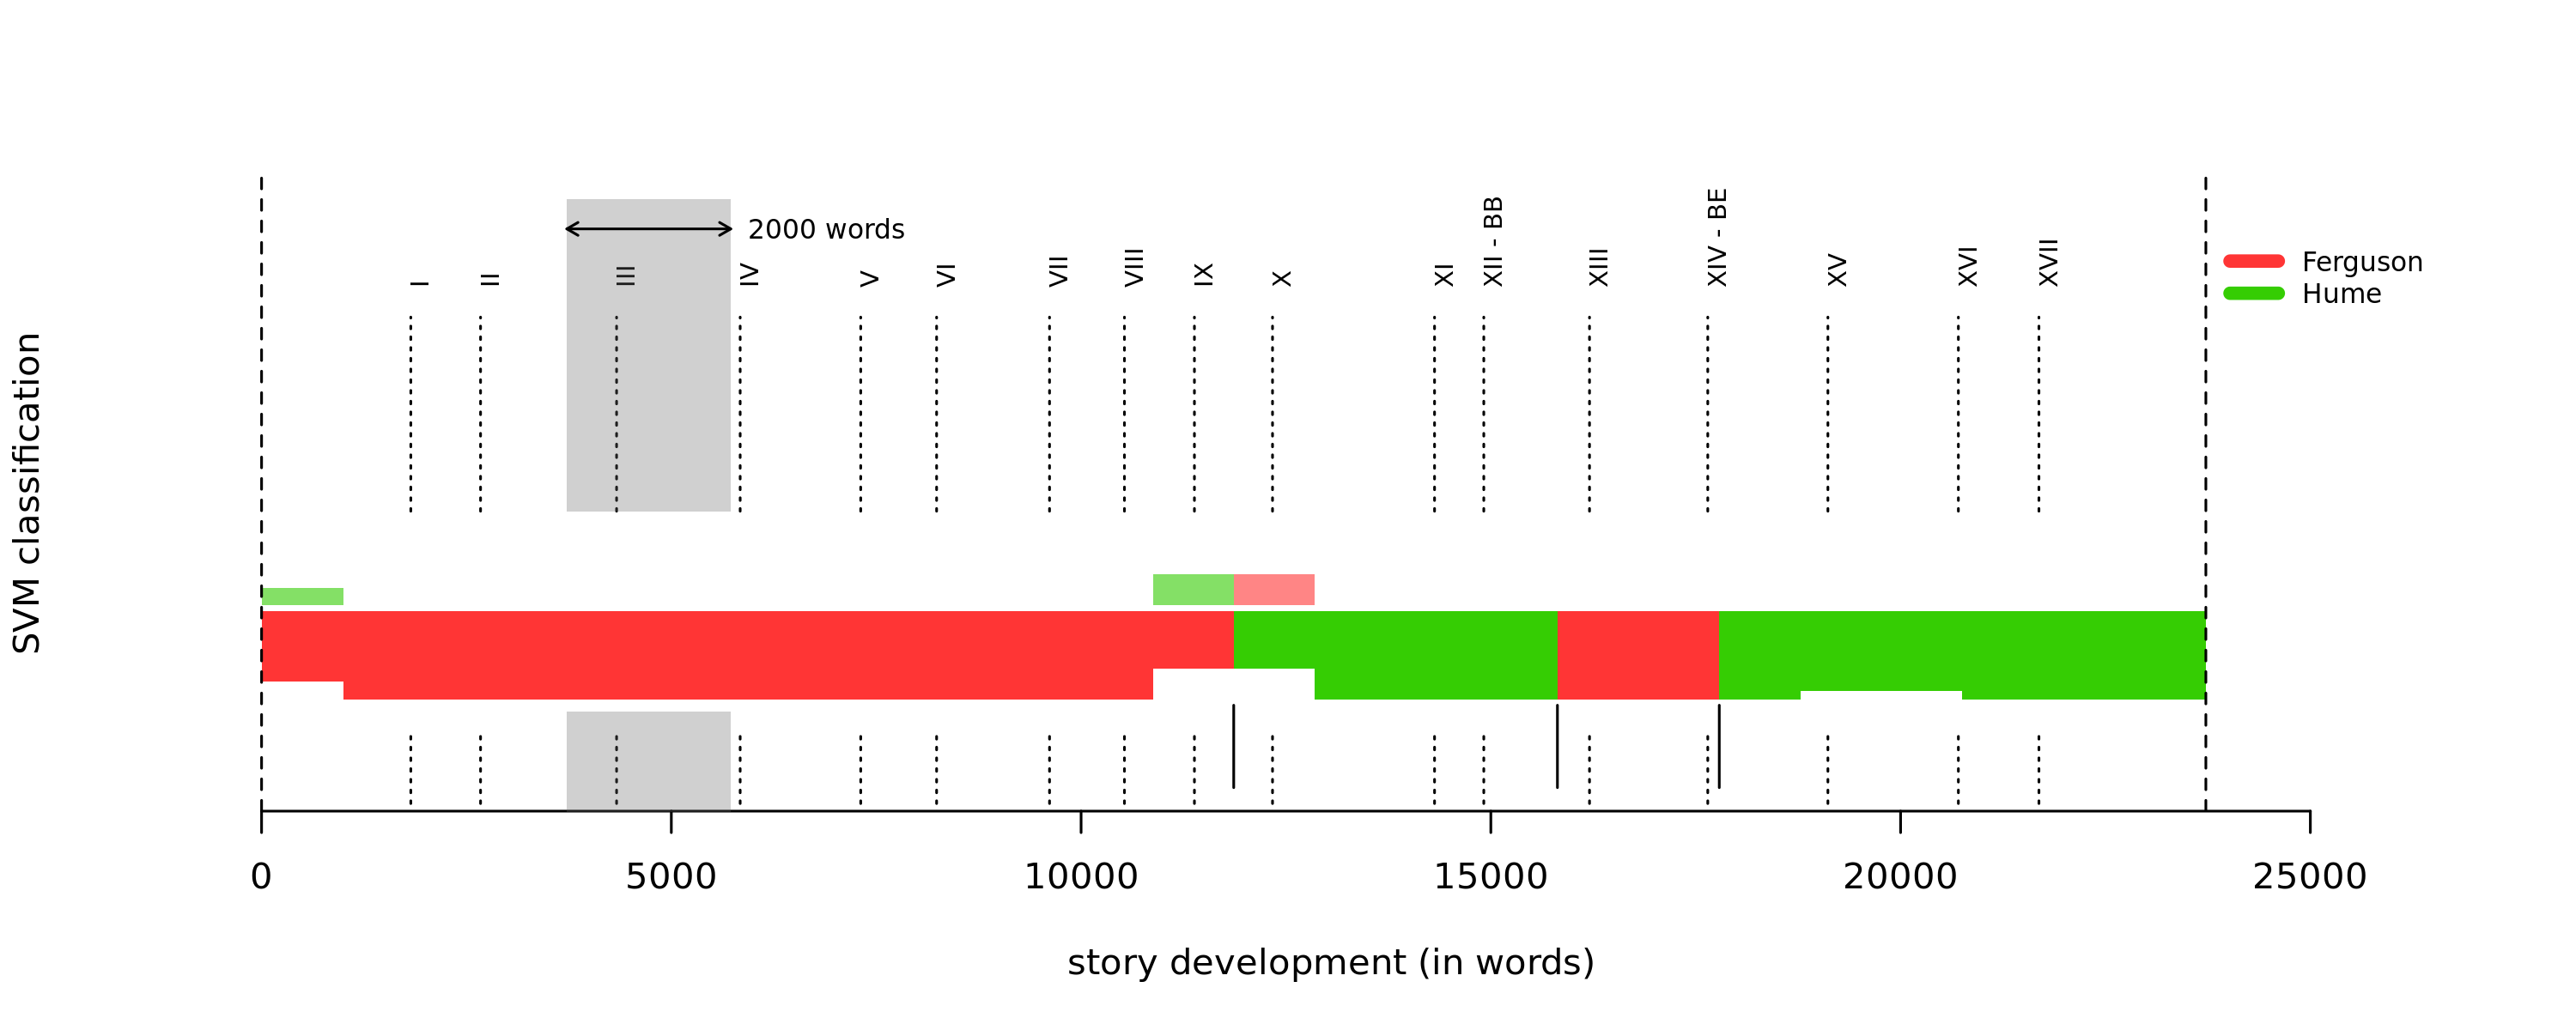 2000 words
I
II
III
IV
V
VI
VII
VIII
IX
X
XI
XII - BB
XIII
XIV - BE
XV
XVI
XVII
Ferguson
Hume
SVM classification
0
5000
10000
15000
20000
25000
story development (in words)